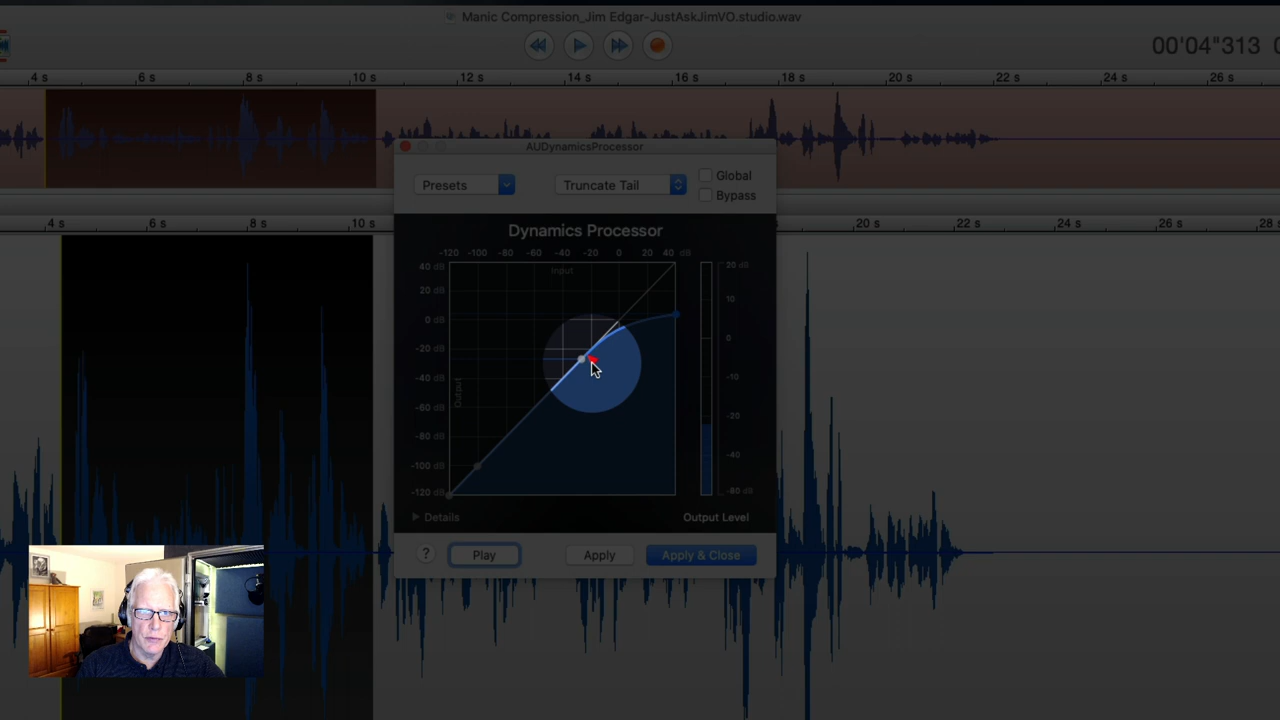 Manic Compression_Jim Edgar-JustAskJimVO.studio.wav
00'04"313
4 s 6 s 8 s 10 s 12 s 14 s 16 s 18 s 20 s 22 s 24 s 26 s
AUDynamicsProcessor
Presets Truncate Tail Global
Bypass
4 s 6 s 8 s 10 s 20 s 22 s 24 s 26 s 28
Dynamics Processor
-120 -100 -80 -60 -40 -20 0 20 40 dB
40 dB 20 dB
Input
20 dB 10
0 dB 0
-20 dB
-40 dB -10
Output
-60 dB -20
-80 dB -40
-100 dB
-120 dB -80 dB
Details Output Level
? Play Apply Apply & Close